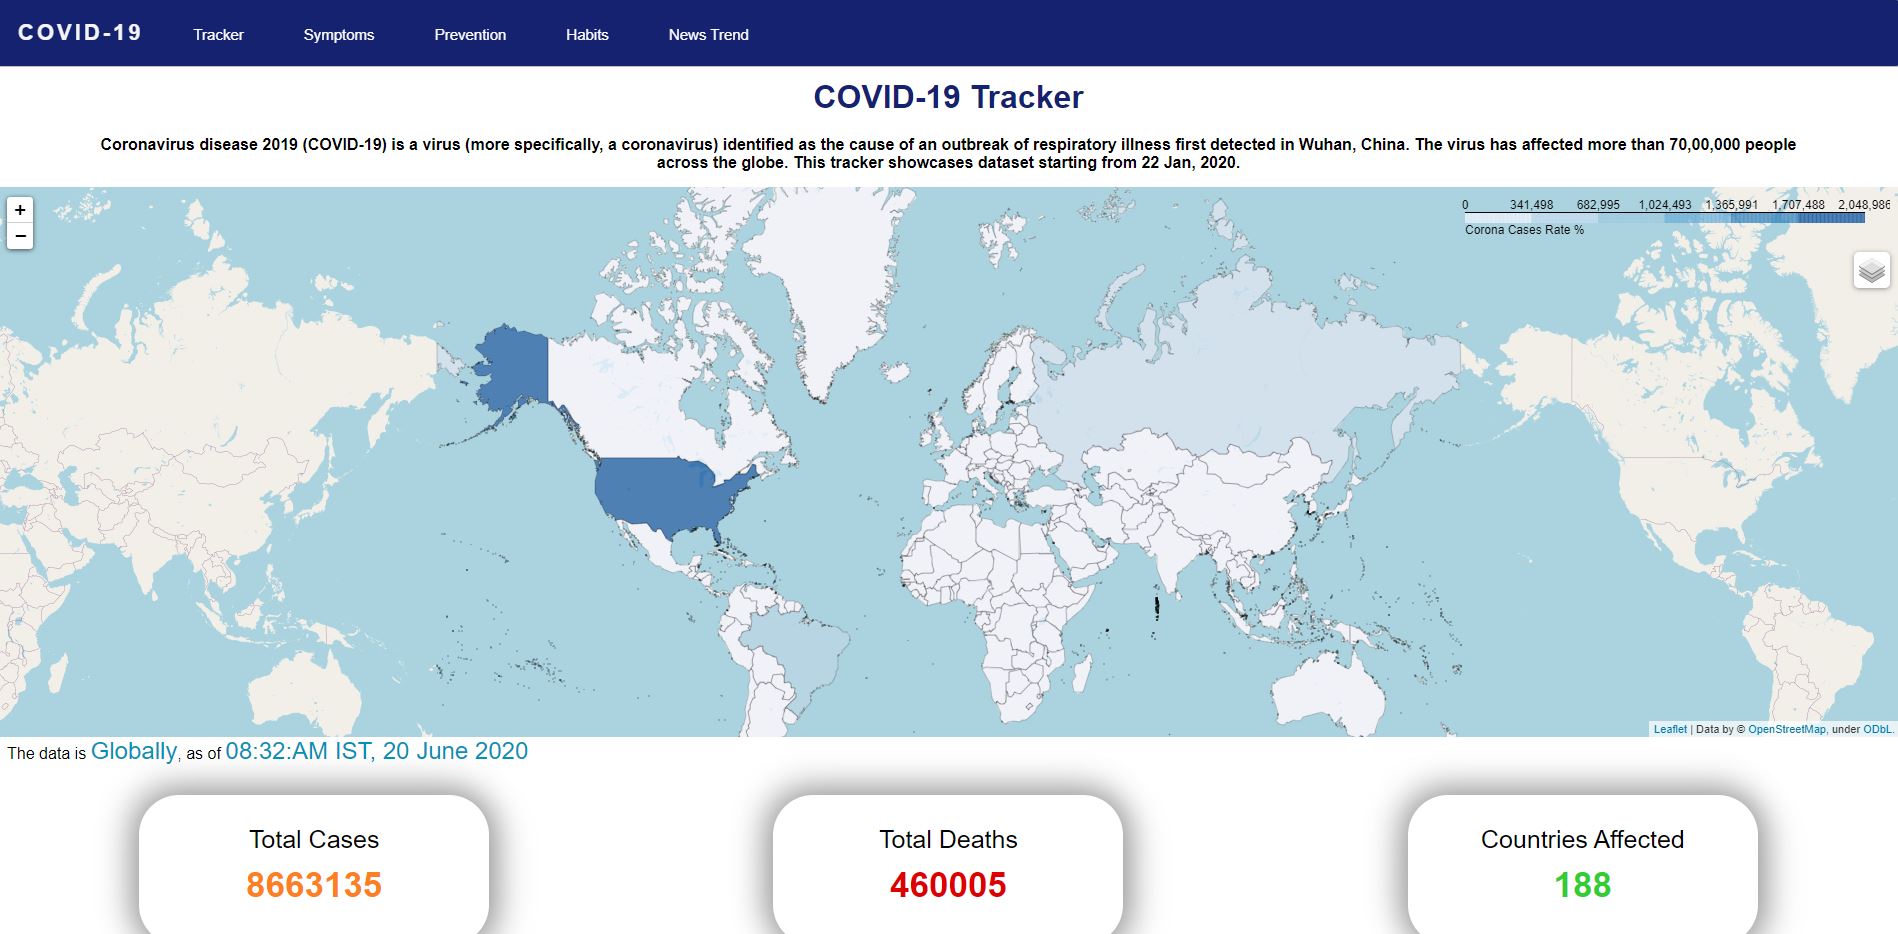 COVID-19 Tracker Symptoms Prevention Habits News Trend
COVID-19 Tracker
Coronavirus disease 2019 (COVID-19) is a virus (more specifically, a coronavirus) identified as the cause of an outbreak of respiratory illness first detected in Wuhan, China. The virus has affected more than 70,00,000 people
across the globe. This tracker showcases dataset starting from 22 Jan, 2020.
+
−
0 341,498 682,995 1,024,493 1,365,991 1,707,488 2,048,986
Corona Cases Rate %
Leaflet | Data by © OpenStreetMap, under ODbL.
The data is Globally, as of 08:32:AM IST, 20 June 2020
Total Cases
8663135
Total Deaths
460005
Countries Affected
188